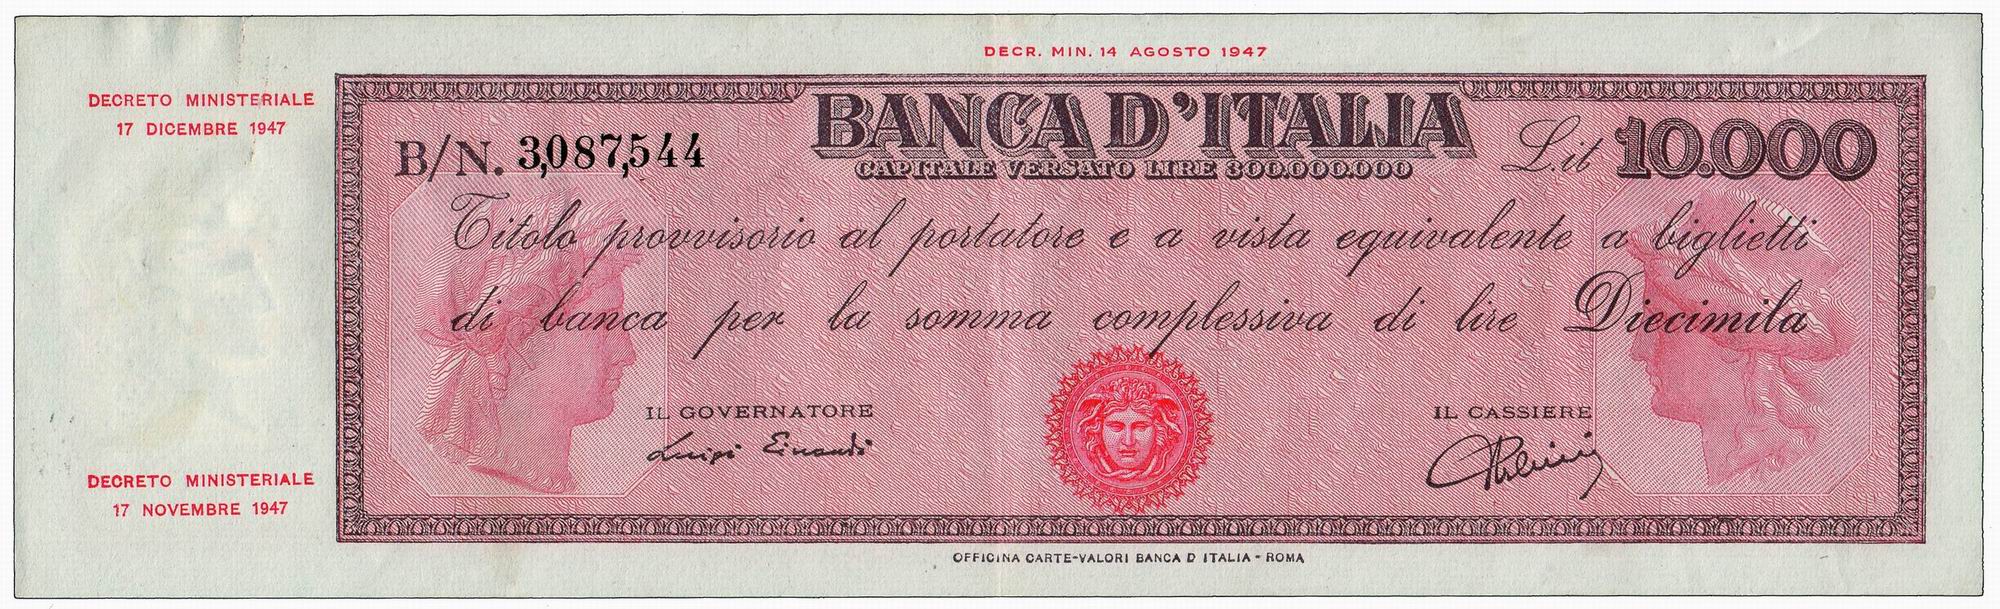 DECR. MIN. 14 AGOSTO 1947
DECRETO MINISTERIALE
17 DICEMBRE 1947
BANCA D'ITALIA
CAPITALE VERSATO LIRE 300.000.000
B/N. 3,087,544
L.it 10.000
Titolo provvisorio al portatore e a vista equivalente a biglietti
di banca per la somma complessiva di lire Diecimila
IL GOVERNATORE
Luigi Einaudi
IL CASSIERE
DECRETO MINISTERIALE
17 NOVEMBRE 1947
OFFICINA CARTE-VALORI BANCA D ITALIA - ROMA